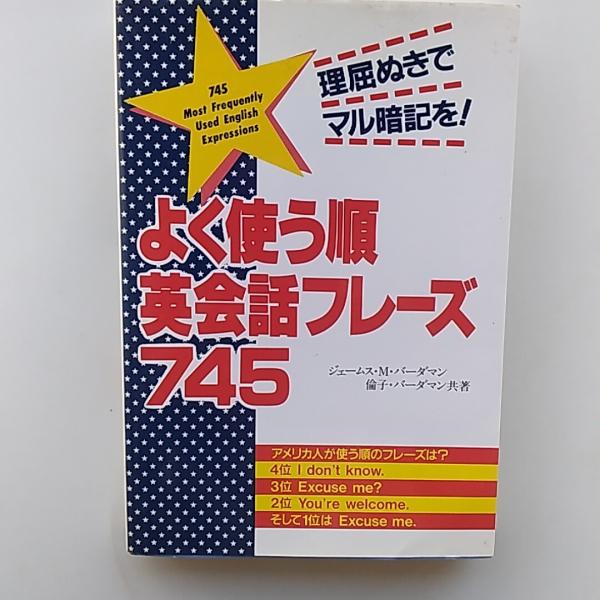 745
Most Frequently
Used English
Expressions
理屈ぬきで
マル暗記を!
よく使う順
英会話フレーズ
745
ジェームス・M・バーダマン
倫子・バーダマン共著
アメリカ人が使う順のフレーズは?
4位 I don't know.
3位 Excuse me?
2位 You're welcome.
そして1位は Excuse me.